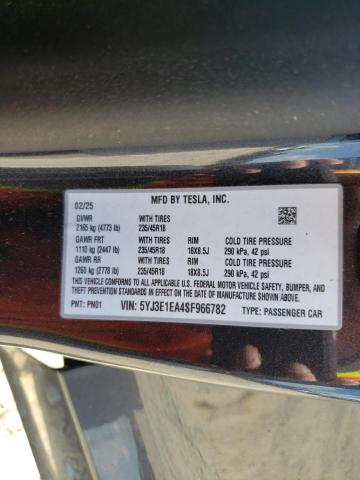 MFD BY TESLA, INC.
02/25
GVWR WITH TIRES
2165 kg (4773 lb) 235/45R18
GAWR FRT WITH TIRES RIM COLD TIRE PRESSURE
1110 kg (2447 lb) 235/45R18 18X8.5J 290 kPa, 42 psi
GAWR RR WITH TIRES RIM COLD TIRE PRESSURE
1260 kg (2778 lb) 235/45R18 18X8.5J 290 kPa, 42 psi
THIS VEHICLE CONFORMS TO ALL APPLICABLE U.S. FEDERAL MOTOR VEHICLE SAFETY, BUMPER, AND
THEFT PREVENTION STANDARDS IN EFFECT ON THE DATE OF MANUFACTURE SHOWN ABOVE.
PNT: PN01 VIN: 5YJ3E1EA4SF966782 TYPE: PASSENGER CAR